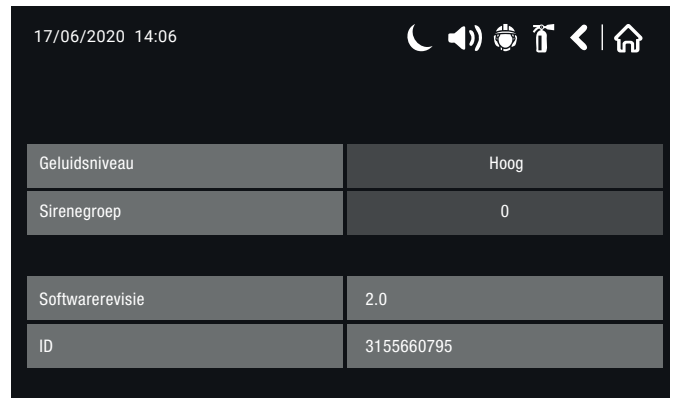 17/06/2020 14:06
Geluidsniveau Hoog
Sirenegroep 0
Softwarerevisie 2.0
ID 3155660795